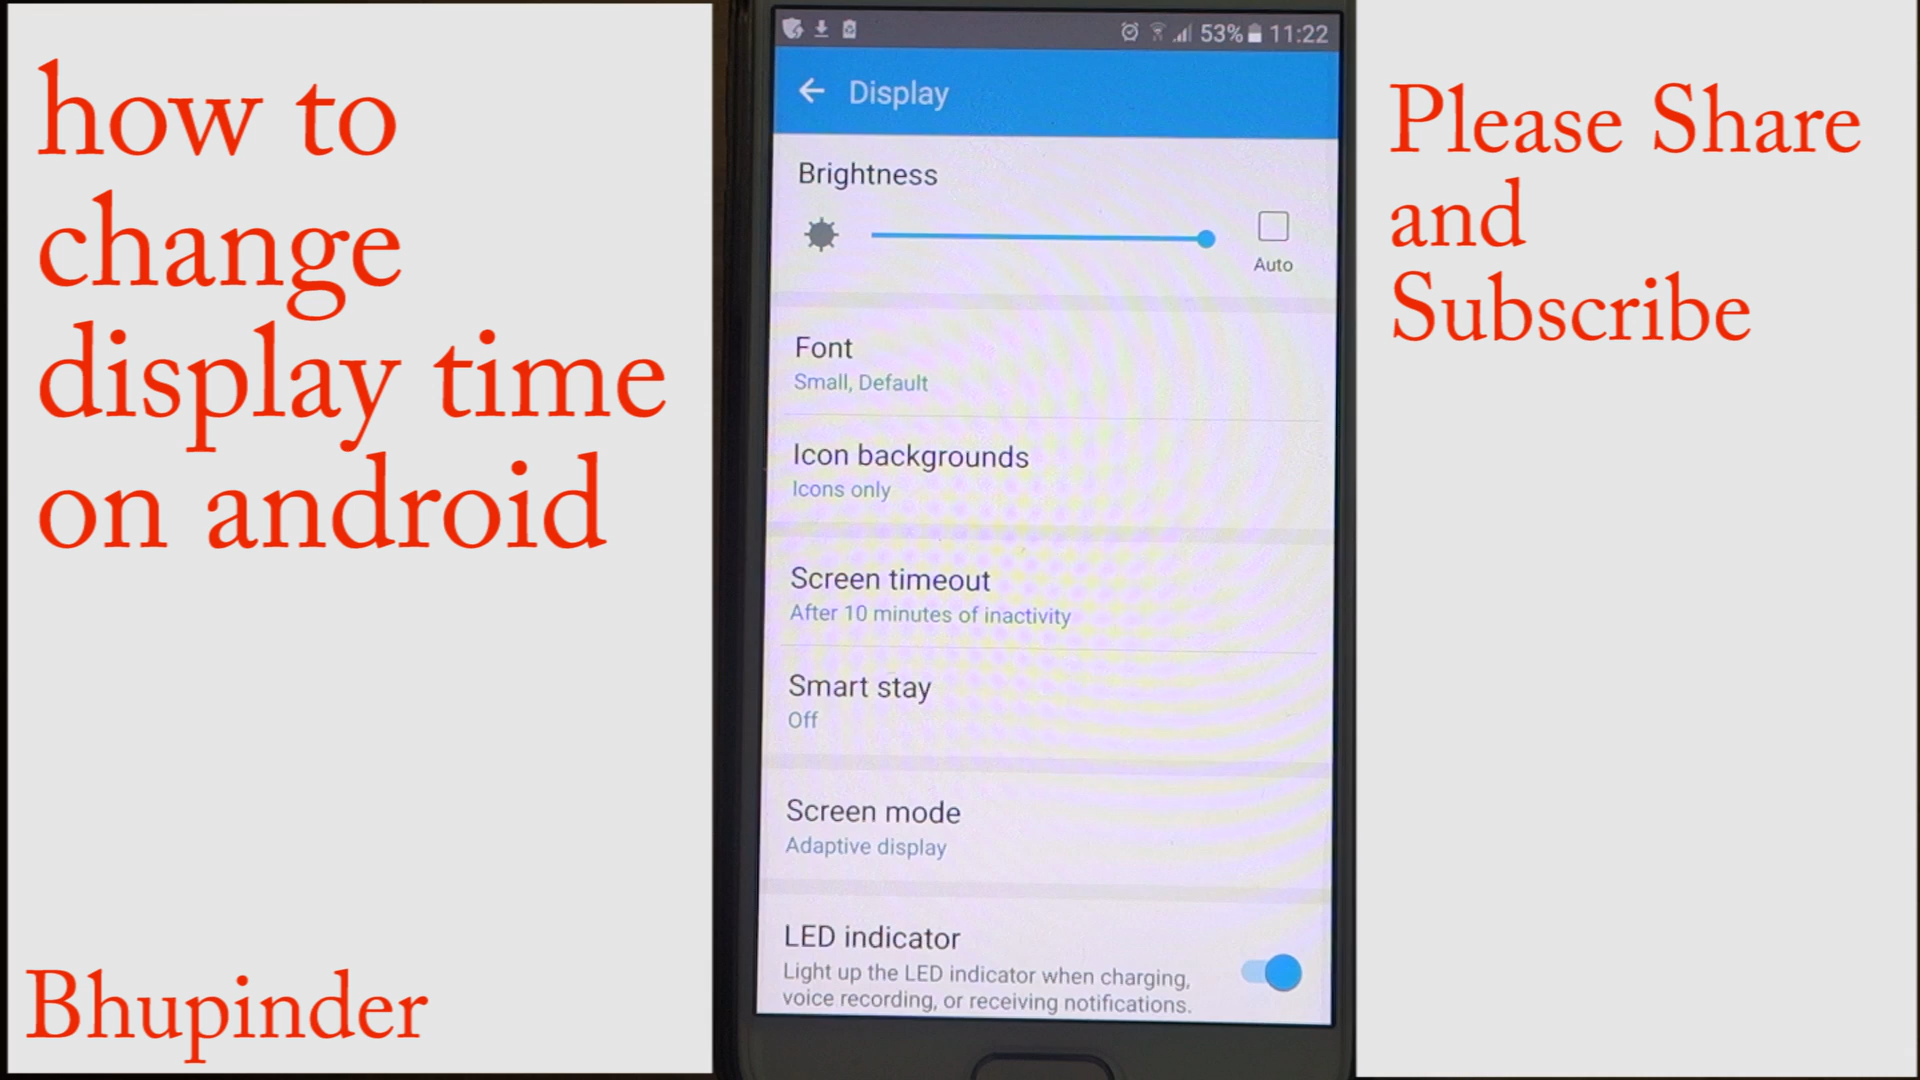 how to
change
display time
on android
Bhupinder
53% 11:22
Display
Brightness
Auto
Font
Small, Default
Icon backgrounds
Icons only
Screen timeout
After 10 minutes of inactivity
Smart stay
Off
Screen mode
Adaptive display
LED indicator
Light up the LED indicator when charging,
voice recording, or receiving notifications.
Please Share
and
Subscribe